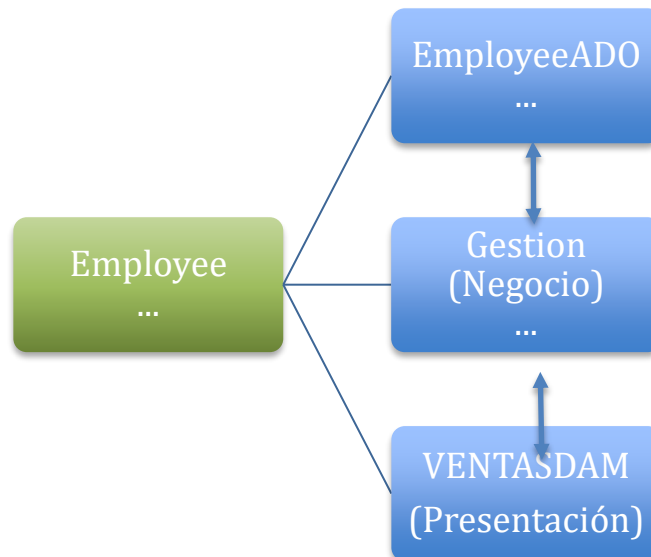 EmployeeADO
...
Employee
...
Gestion
(Negocio)
...
VENTASDAM
(Presentación)